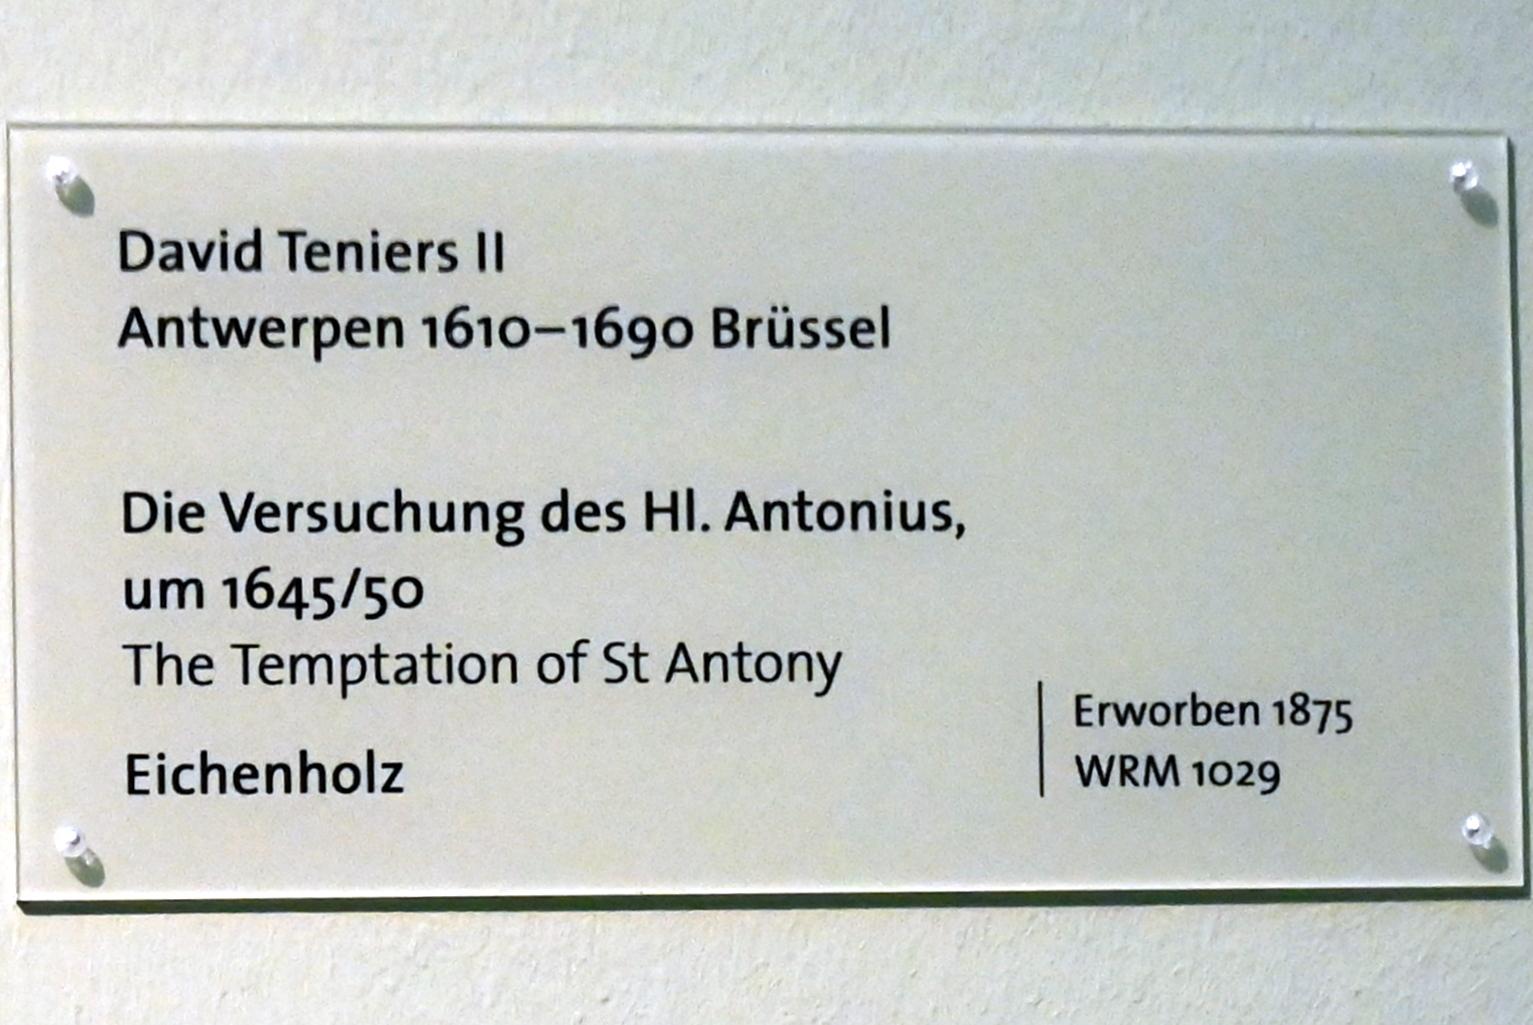 David Teniers II
Antwerpen 1610–1690 Brüssel
Die Versuchung des Hl. Antonius,
um 1645/50
The Temptation of St Antony
Eichenholz
Erworben 1875
WRM 1029